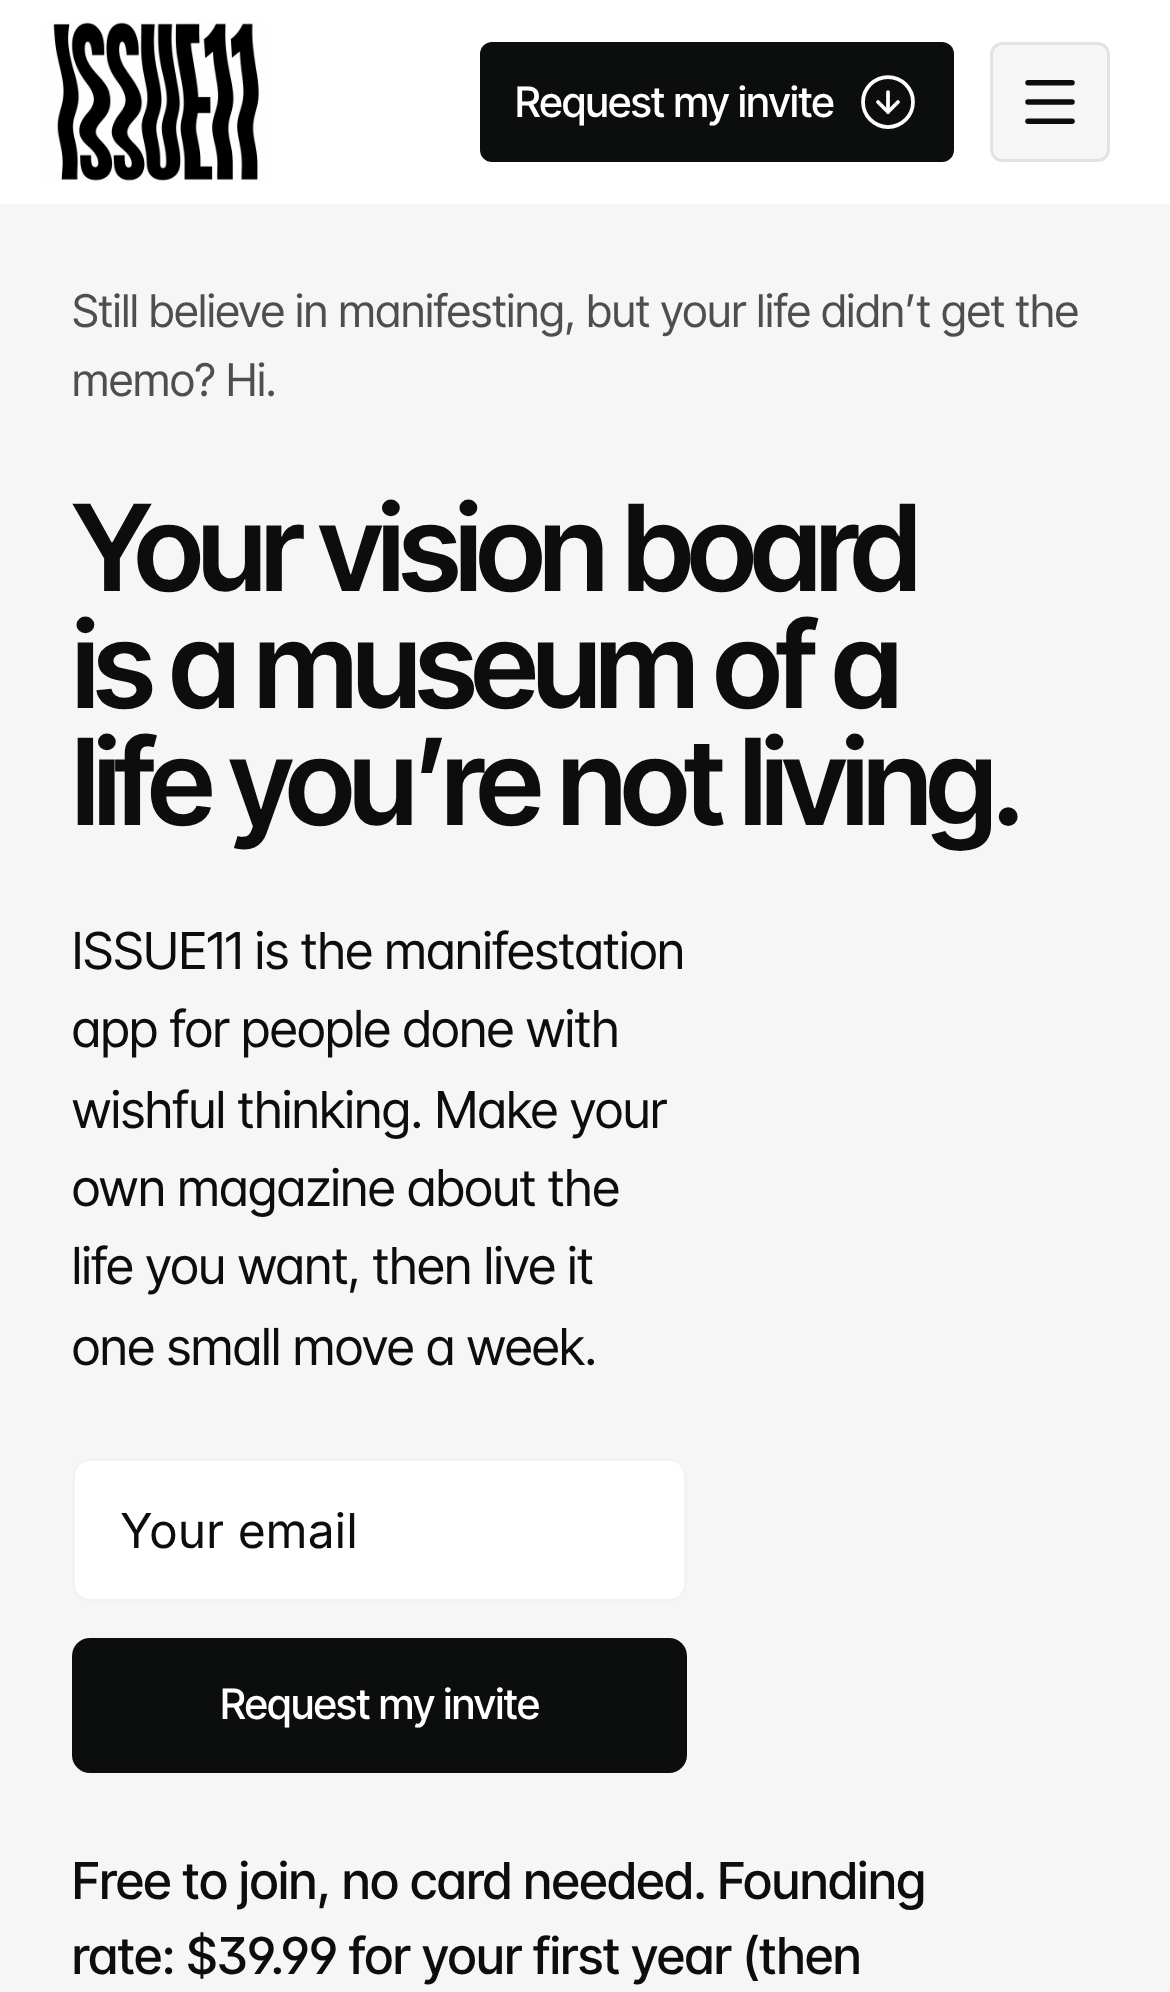 ISSUE11
Request my invite
Still believe in manifesting, but your life didn’t get the
memo? Hi.
Your vision board
is a museum of a
life you’re not living.
ISSUE11 is the manifestation
app for people done with
wishful thinking. Make your
own magazine about the
life you want, then live it
one small move a week.
Your email
Request my invite
Free to join, no card needed. Founding
rate: $39.99 for your first year (then